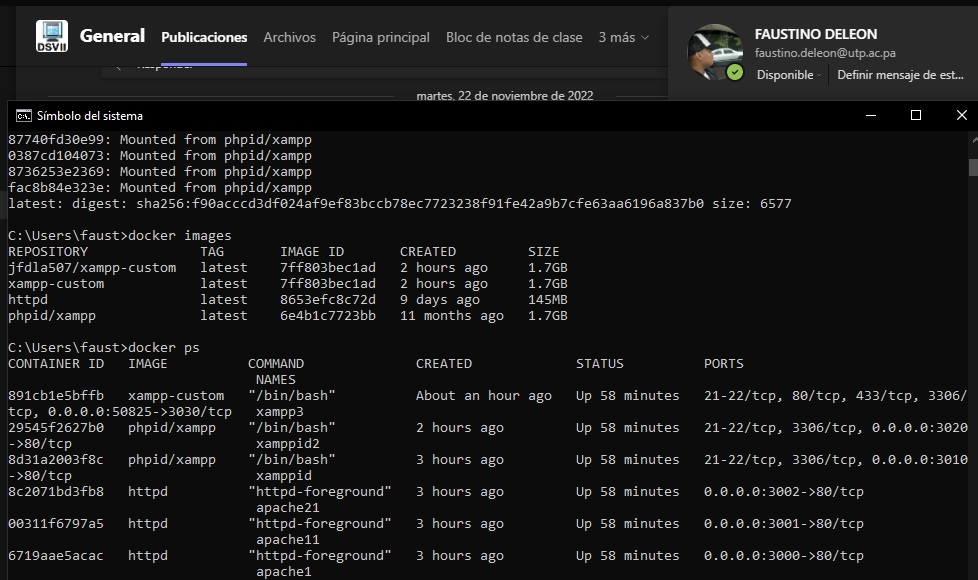 DSVII
General
Publicaciones
Archivos
Página principal
Bloc de notas de clase
3 más
FAUSTINO DELEON
faustino.deleon@utp.ac.pa
Disponible
Definir mensaje de est...
martes, 22 de noviembre de 2022
Símbolo del sistema
87740fd30e99: Mounted from phpid/xampp
0387cd104073: Mounted from phpid/xampp
8736253e2369: Mounted from phpid/xampp
fac8b84e323e: Mounted from phpid/xampp
latest: digest: sha256:f90acccd3df024af9ef83bccb78ec7723238f91fe42a9b7cfe63aa6196a837b0 size: 6577
C:\Users\faust>docker images
REPOSITORY TAG IMAGE ID CREATED SIZE
jfdla507/xampp-custom latest 7ff803bec1ad 2 hours ago 1.7GB
xampp-custom latest 7ff803bec1ad 2 hours ago 1.7GB
httpd latest 8653efc8c72d 9 days ago 145MB
phpid/xampp latest 6e4b1c7723bb 11 months ago 1.7GB
C:\Users\faust>docker ps
CONTAINER ID IMAGE COMMAND CREATED STATUS PORTS
NAMES
891cb1e5bffb xampp-custom "/bin/bash" About an hour ago Up 58 minutes 21-22/tcp, 80/tcp, 433/tcp, 3306/
tcp, 0.0.0.0:50825->3030/tcp xampp3
29545f2627b0 phpid/xampp "/bin/bash" 2 hours ago Up 58 minutes 21-22/tcp, 3306/tcp, 0.0.0.0:3020
->80/tcp xamppid2
8d31a2003f8c phpid/xampp "/bin/bash" 3 hours ago Up 58 minutes 21-22/tcp, 3306/tcp, 0.0.0.0:3010
->80/tcp xamppid
8c2071bd3fb8 httpd "httpd-foreground" 3 hours ago Up 58 minutes 0.0.0.0:3002->80/tcp
apache21
00311f6797a5 httpd "httpd-foreground" 3 hours ago Up 58 minutes 0.0.0.0:3001->80/tcp
apache11
6719aae5acac httpd "httpd-foreground" 3 hours ago Up 58 minutes 0.0.0.0:3000->80/tcp
apache1